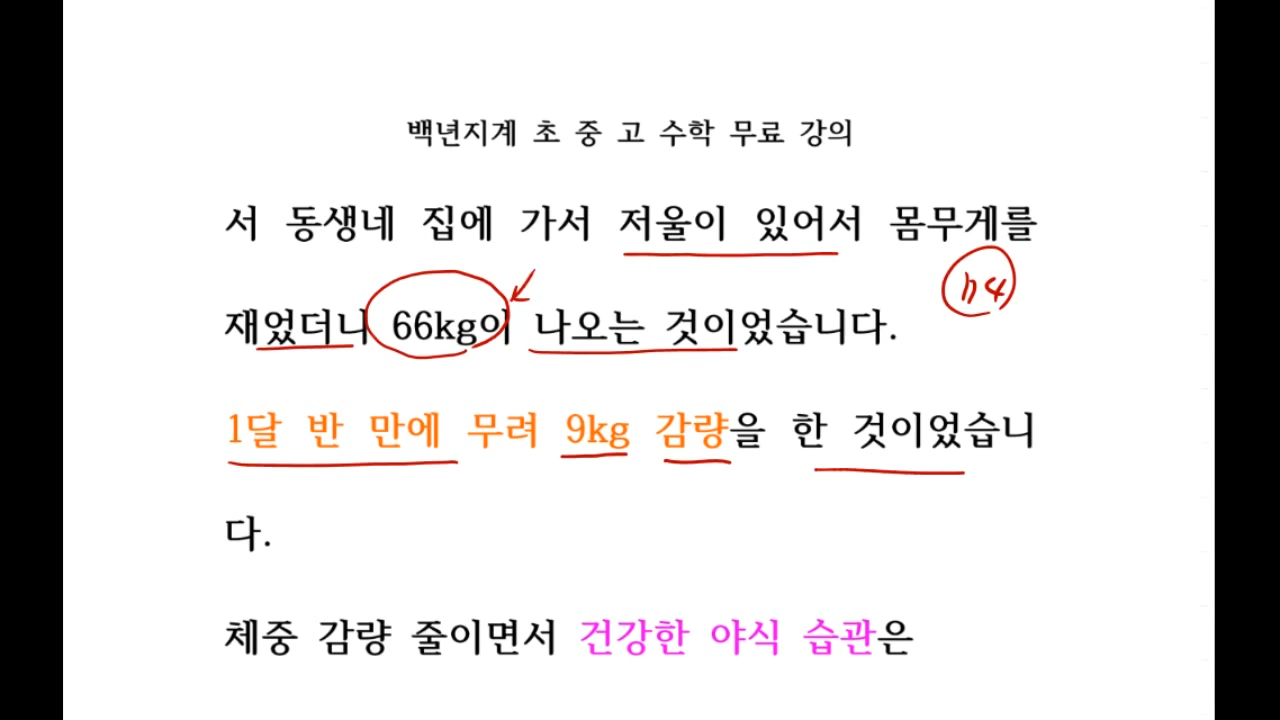 백년지계 초 중 고 수학 무료 강의
서 동생네 집에 가서 저울이 있어서 몸무게를
재었더니 66kg이 나오는 것이었습니다.
1달 반 만에 무려 9kg 감량을 한 것이었습니
다.
체중 감량 줄이면서 건강한 야식 습관은